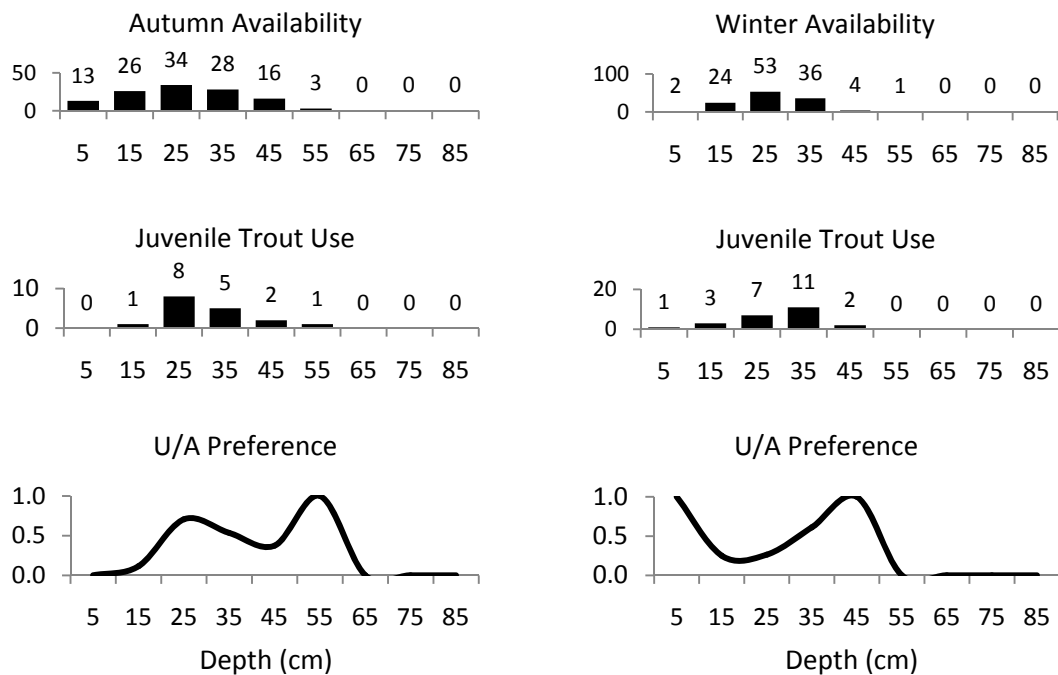 Autumn Availability
50
0
13 26 34 28 16 3 0 0 0
5 15 25 35 45 55 65 75 85
Juvenile Trout Use
10
0
0 1 8 5 2 1 0 0 0
5 15 25 35 45 55 65 75 85
U/A Preference
1.0
0.5
0.0
5 15 25 35 45 55 65 75 85
Depth (cm)
Winter Availability
100
0
2 24 53 36 4 1 0 0 0
5 15 25 35 45 55 65 75 85
Juvenile Trout Use
20
0
1 3 7 11 2 0 0 0 0
5 15 25 35 45 55 65 75 85
U/A Preference
1.0
0.5
0.0
5 15 25 35 45 55 65 75 85
Depth (cm)